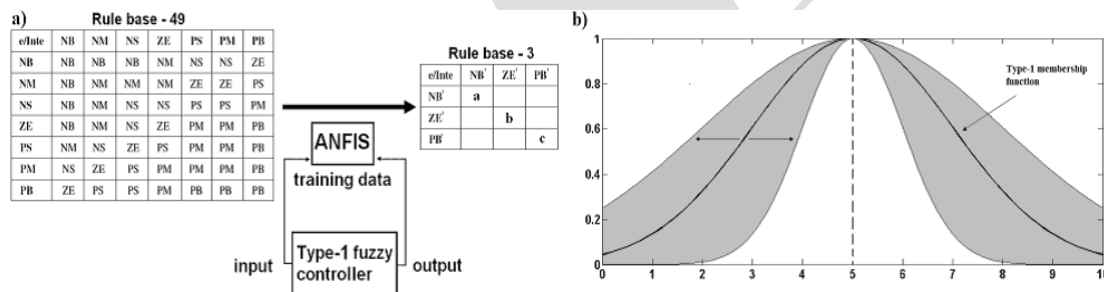 a)
Rule base - 49
e/Inte NB NM NS ZE PS PM PB
NB NB NB NB NM NS NS ZE
NM NB NM NM NM ZE ZE PS
NS NB NM NS NS PS PS PM
ZE NB NM NS ZE PM PM PB
PS NM NS ZE PS PM PM PB
PM NS ZE PS PM PM PM PB
PB ZE PS PS PM PB PB PB
Rule base - 3
e/Inte NB' ZE' PB'
NB' a
ZE' b
PB' c
ANFIS
training data
input
Type-1 fuzzy
controller
output
b)
1
0.8
0.6
0.4
0.2
0
0 1 2 3 4 5 6 7 8 9 10
Type-1 membership
function